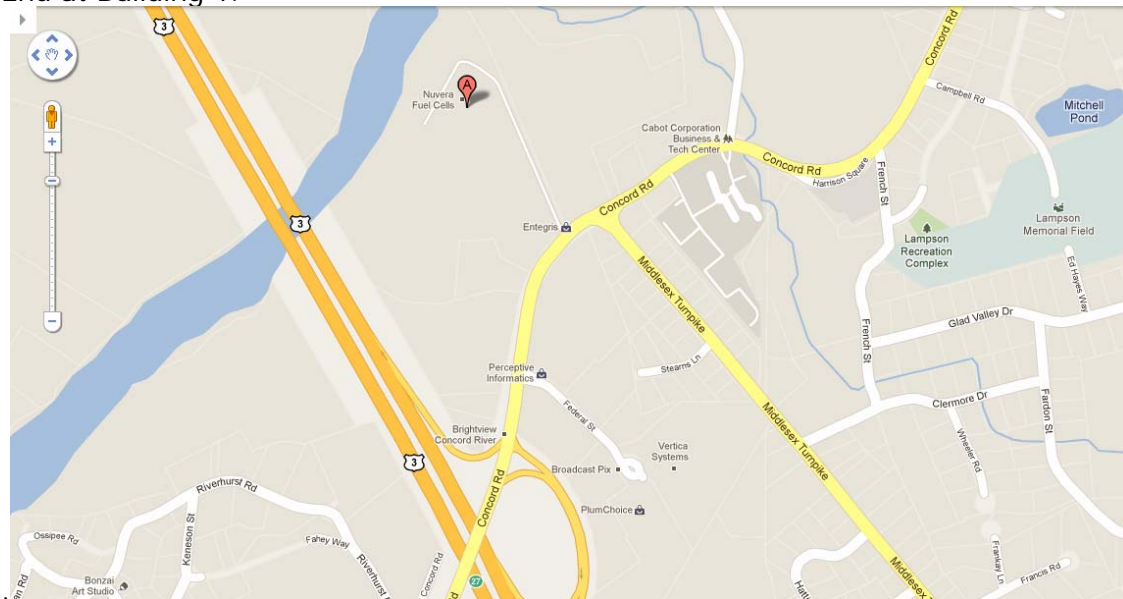 End at Building 1.
3
Concord Rd
A
Nuvera
Fuel Cells
Campbell Rd
Mitchell
Pond
Cabot Corporation
Business &
Tech Center
Concord Rd
Harrison Square
French St
Concord Rd
3
Entegris
Lampson
Memorial Field
Lampson
Recreation
Complex
Middlesex Turnpike
Ed Hayes Way
Glad Valley Dr
French St
Stearns Ln
Perceptive
Informatics
Federal St
Clermore Dr
Fardon St
Middlesex Turnpike
Brightview
Concord River
Vertica
Systems
Wheeler Rd
3
Broadcast Pix
Riverhurst Rd
Concord Rd
PlumChoice
Keneson St
Ossipee Rd
Fahey Way
Riverhurst Rd
Concord Rd
Middlesex
Frankay Ln
Francis Rd
27
Bonzai
Art Studio